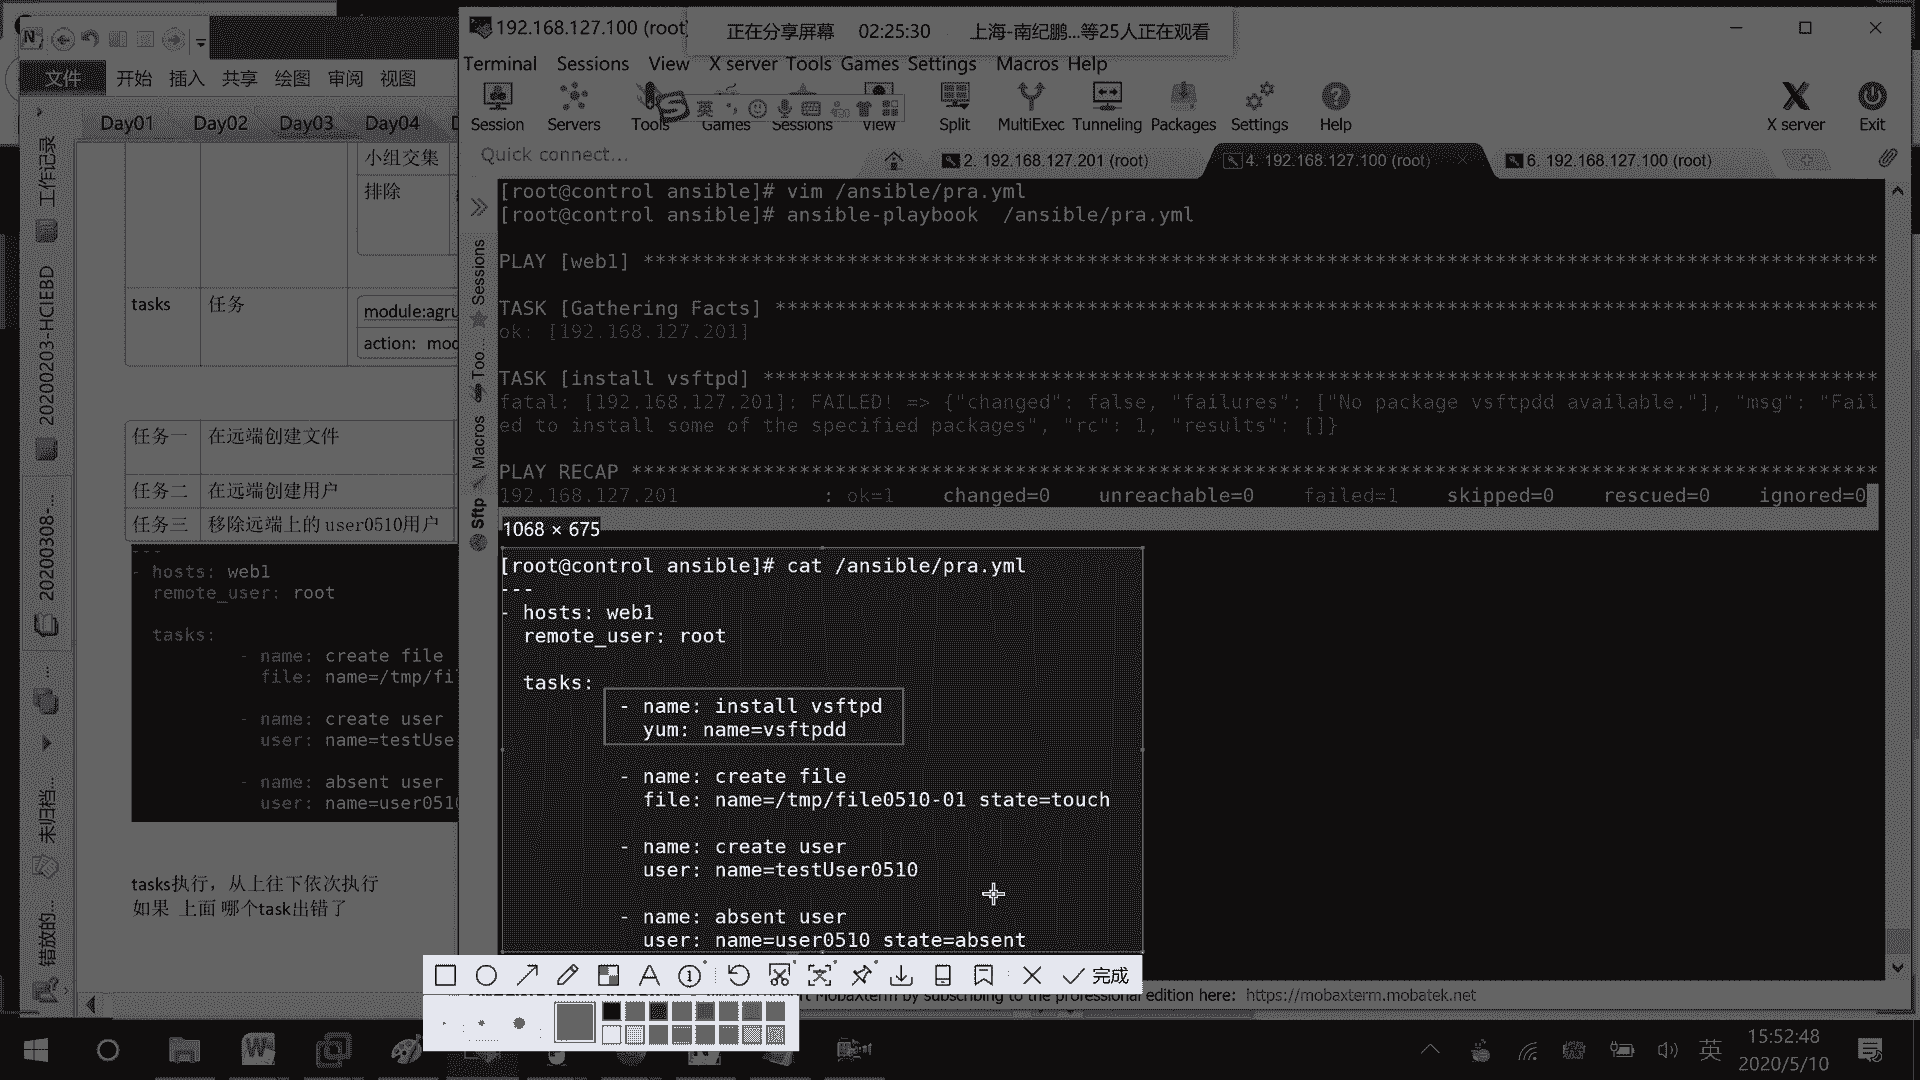 192.168.127.100 (root)
正在分享屏幕 02:25:30 上海-南纪鹏...等25人正在观看
文件 开始 插入 共享 绘图 审阅 视图
Terminal Sessions View X server Tools Games Settings Macros Help
英
Session Servers Tools Games Sessions View Split MultiExec Tunneling Packages Settings Help X server Exit
Day01 Day02 Day03 Day04
Quick connect...
2. 192.168.127.201 (root)
4. 192.168.127.100 (root)
6. 192.168.127.100 (root)
工作记录
20200203-HCIEBD
20200308-...
未归档...
错放的...
Sessions
Too...
Macros
Sftp
小组交集
排除
tasks 任务
module:agru
action: mod
任务一 在远端创建文件
任务二 在远端创建用户
任务三 移除远端上的 user0510用户
---
- hosts: web1
remote_user: root
tasks:
- name: create file
file: name=/tmp/fi
- name: create user
user: name=testUse
- name: absent user
user: name=user051
tasks执行，从上往下依次执行
如果 上面 哪个task出错了
[root@control ansible]# vim /ansible/pra.yml
[root@control ansible]# ansible-playbook  /ansible/pra.yml
PLAY [web1] *******************************************************************************************************
TASK [Gathering Facts] ********************************************************************************************
ok: [192.168.127.201]
TASK [install vsftpd] *********************************************************************************************
fatal: [192.168.127.201]: FAILED! => {"changed": false, "failures": ["No package vsftpdd available."], "msg": "Fail
ed to install some of the specified packages", "rc": 1, "results": []}
PLAY RECAP ********************************************************************************************************
192.168.127.201 : ok=1 changed=0 unreachable=0 failed=1 skipped=0 rescued=0 ignored=0
1068 × 675
[root@control ansible]# cat /ansible/pra.yml
---
- hosts: web1
remote_user: root
tasks:
- name: install vsftpd
yum: name=vsftpdd
- name: create file
file: name=/tmp/file0510-01 state=touch
- name: create user
user: name=testUser0510
- name: absent user
user: name=user0510 state=absent
完成
MobaXterm by subscribing to the professional edition here: https://mobaxterm.mobatek.net
英
15:52:48
2020/5/10